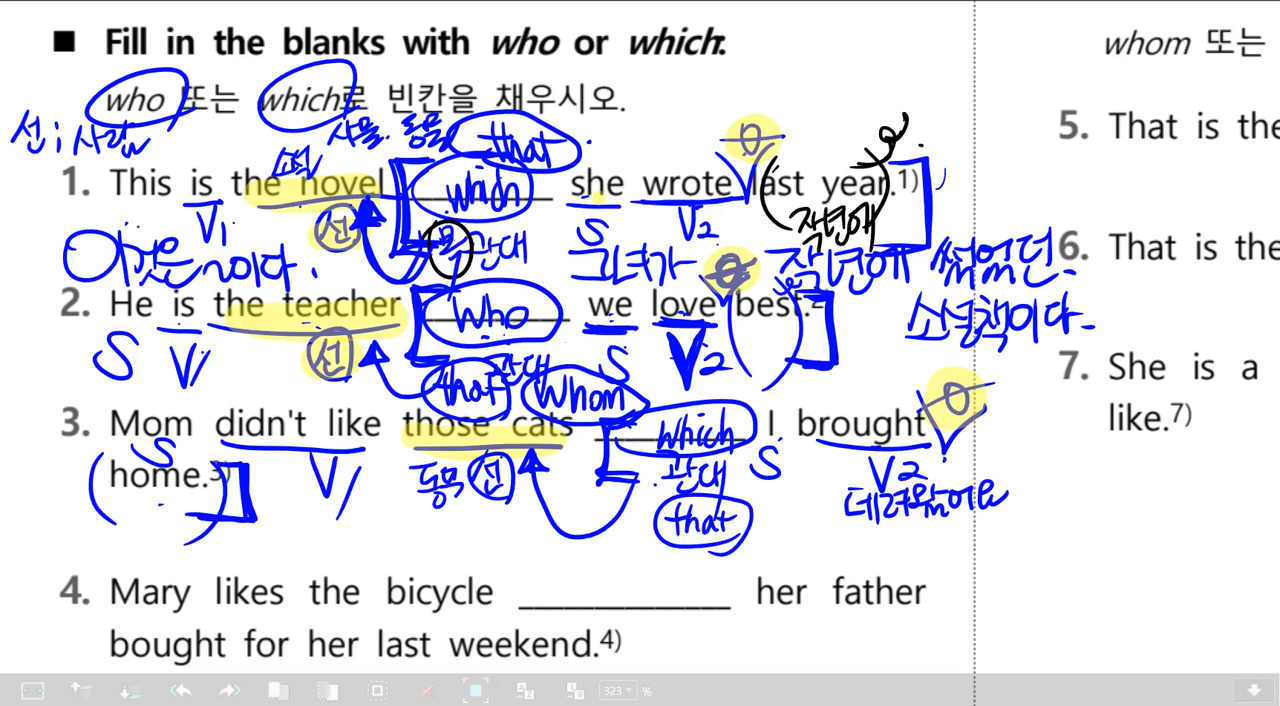 ■ Fill in the blanks with who or which.
whom 또는
who 또는 which로 빈칸을 채우시오.
선; 사람
사물. 동물
that
소설
O
5. That is the
1. This is the novel which she wrote last year.1)
V1
선
관대
S
V2
작년에
이것은 ~이다.
그녀가
O
작년에
썼었던
6. That is the
2. He is the teacher who we love best.
소설책이다.
S
V
선
관대
S
V2
that
whom
O
7. She is a
like.7)
3. Mom didn't like those cats which I brought
S
V
동물
선
관대
S
V2
home.3)
데려왔어요
that
4. Mary likes the bicycle ____________ her father
bought for her last weekend.4)
323 %